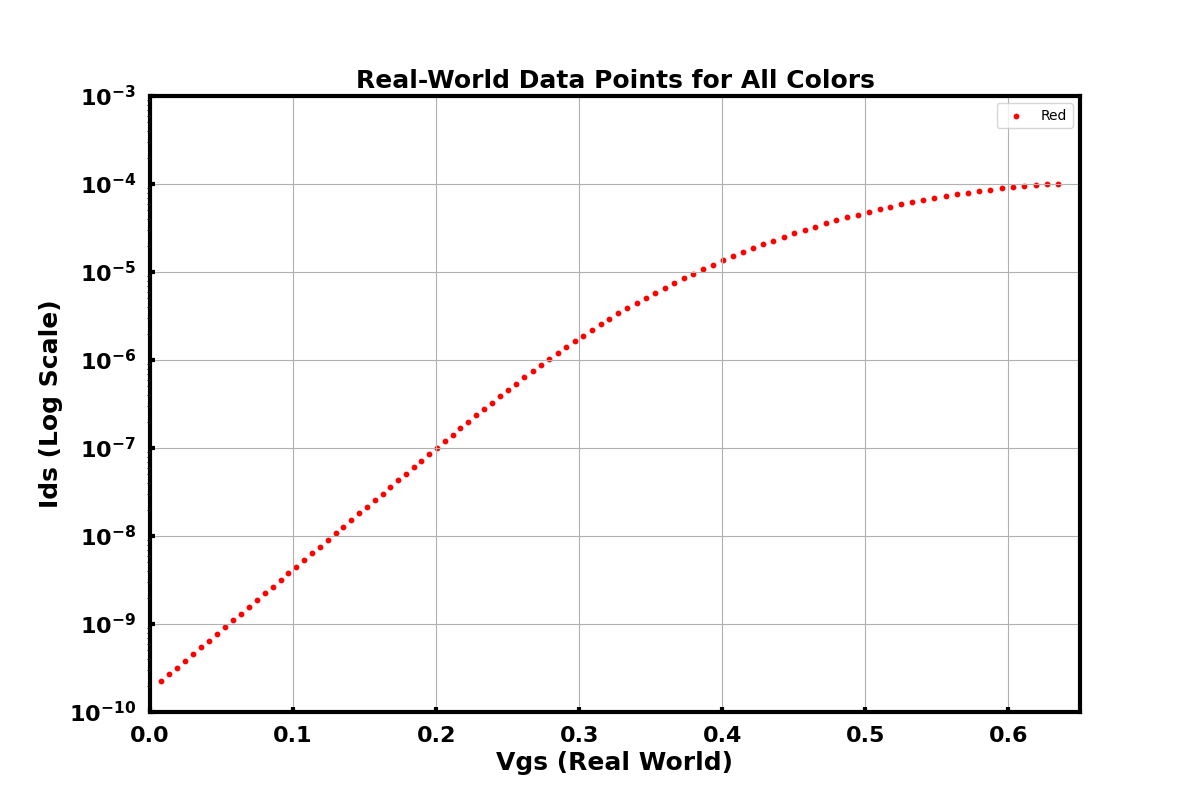 Real-World Data Points for All Colors
Red
10⁻³
10⁻⁴
10⁻⁵
10⁻⁶
10⁻⁷
10⁻⁸
10⁻⁹
10⁻¹⁰
Ids (Log Scale)
0.0 0.1 0.2 0.3 0.4 0.5 0.6
Vgs (Real World)